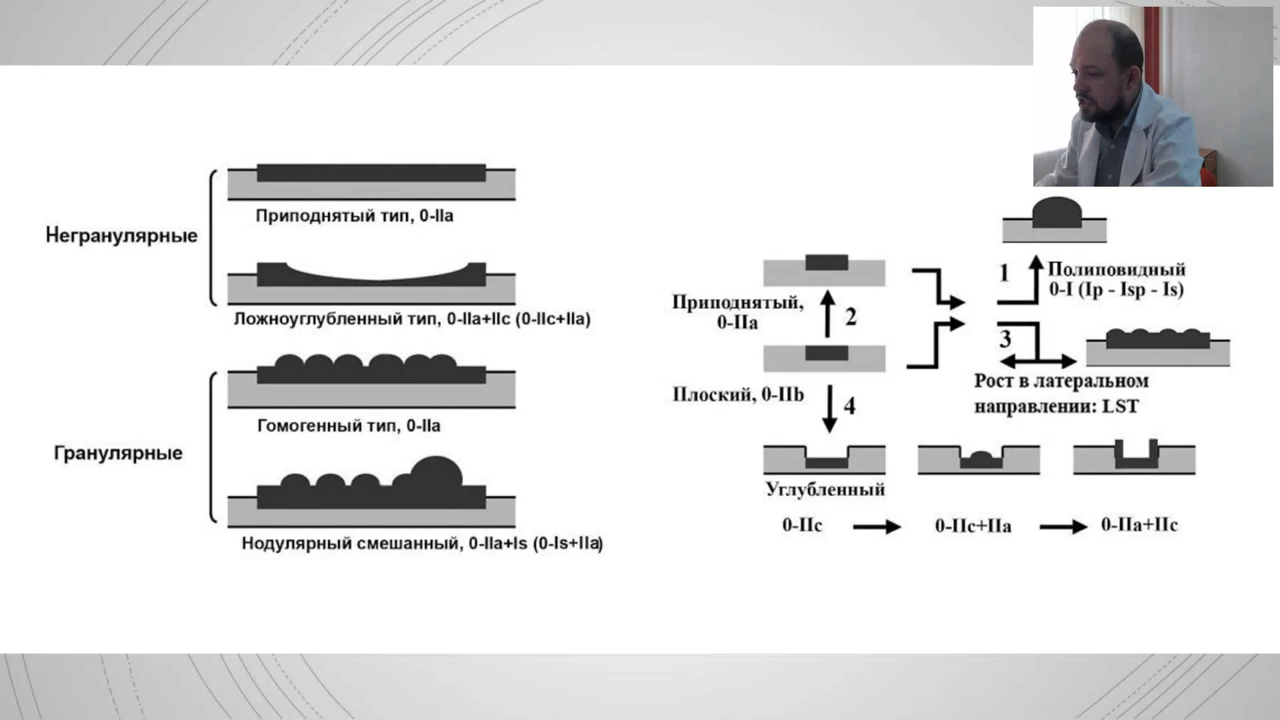 Негранулярные
Приподнятый тип, 0-IIa
Ложноуглубленный тип, 0-IIa+IIc (0-IIc+IIa)
Гранулярные
Гомогенный тип, 0-IIa
Нодулярный смешанный, 0-IIa+Is (0-Is+IIa)
Приподнятый,
0-IIa
2
Плоский, 0-IIb
4
1
Полиповидный
0-I (Ip - Isp - Is)
3
Рост в латеральном
направлении: LST
Углубленный
0-IIc
0-IIc+IIa
0-IIa+IIc